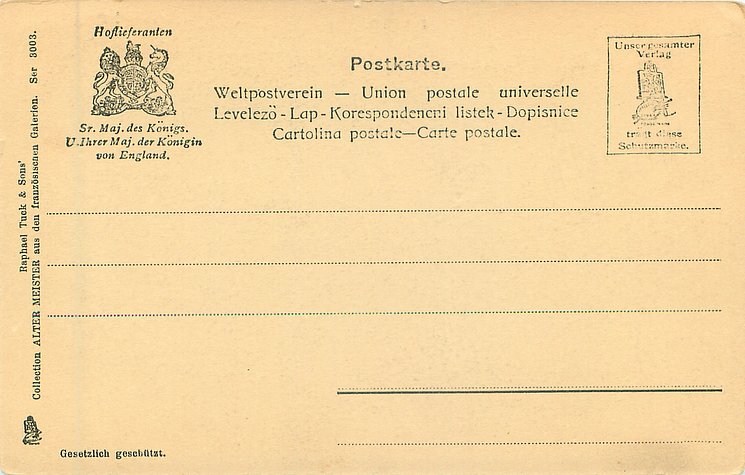 Hoflieferanten
Sr. Maj. des Königs.
U. Ihrer Maj. der Königin
von England.
Postkarte.
Weltpostverein — Union postale universelle
Levelezö - Lap - Korespondencni listek - Dopisnice
Cartolina postale—Carte postale.
Unser gesamter
Verlag
trägt diese
Schutzmarke.
Raphael Tuck & Sons'
Collection ALTER MEISTER aus den französischen Galerien. Ser 3003.
Gesetzlich geschützt.